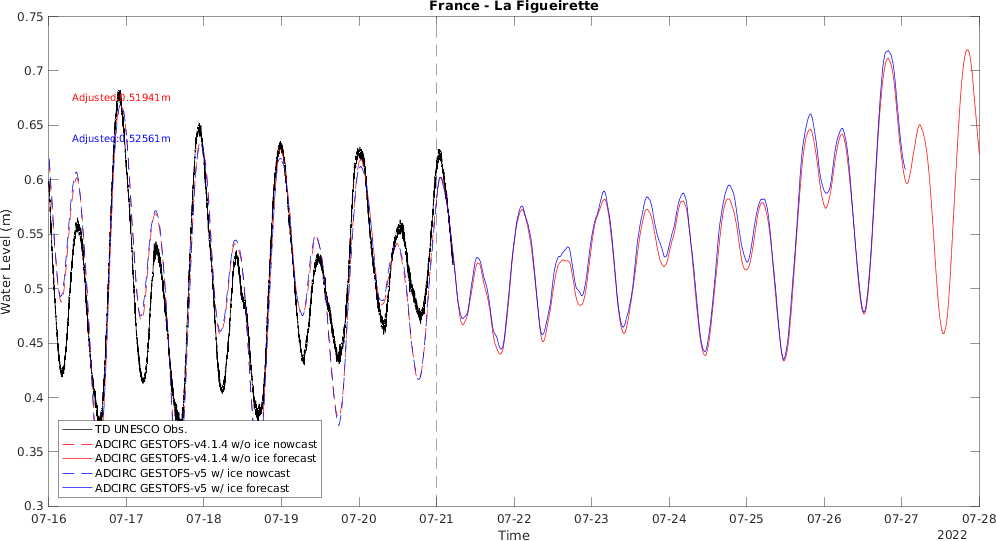 France - La Figueirette
Water Level (m)
0.75
0.7
0.65
0.6
0.55
0.5
0.45
0.4
0.35
0.3
Adjusted:0.51941m
Adjusted:0.52561m
TD UNESCO Obs.
ADCIRC GESTOFS-v4.1.4 w/o ice nowcast
ADCIRC GESTOFS-v4.1.4 w/o ice forecast
ADCIRC GESTOFS-v5 w/ ice nowcast
ADCIRC GESTOFS-v5 w/ ice forecast
07-16 07-17 07-18 07-19 07-20 07-21 07-22 07-23 07-24 07-25 07-26 07-27 07-28
Time
2022